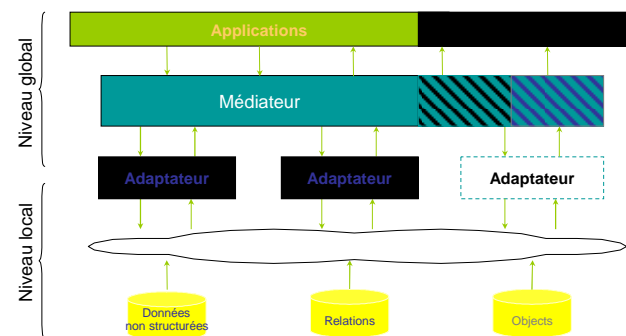 Applications
Niveau global
Médiateur
Adaptateur
Adaptateur
Adaptateur
Niveau local
Données
non structurées
Relations
Objects